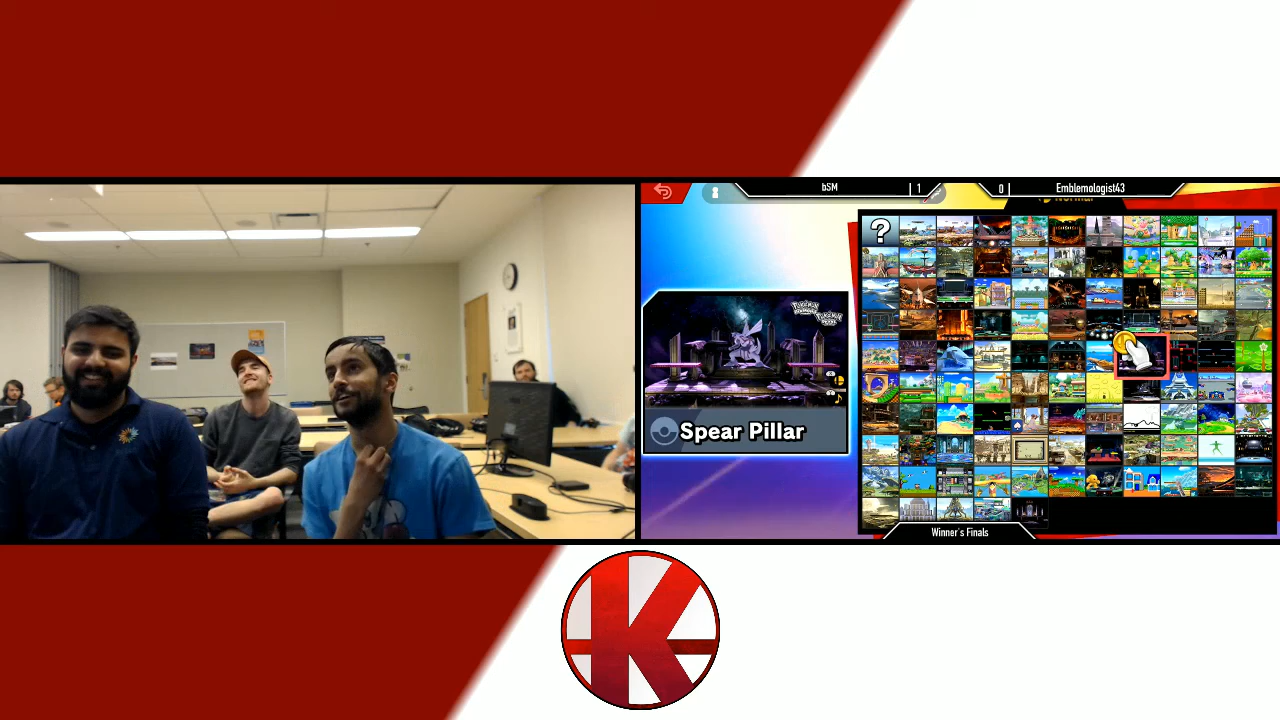 bSM
1
0
Emblemologist43
?
Spear Pillar
Winner's Finals
K